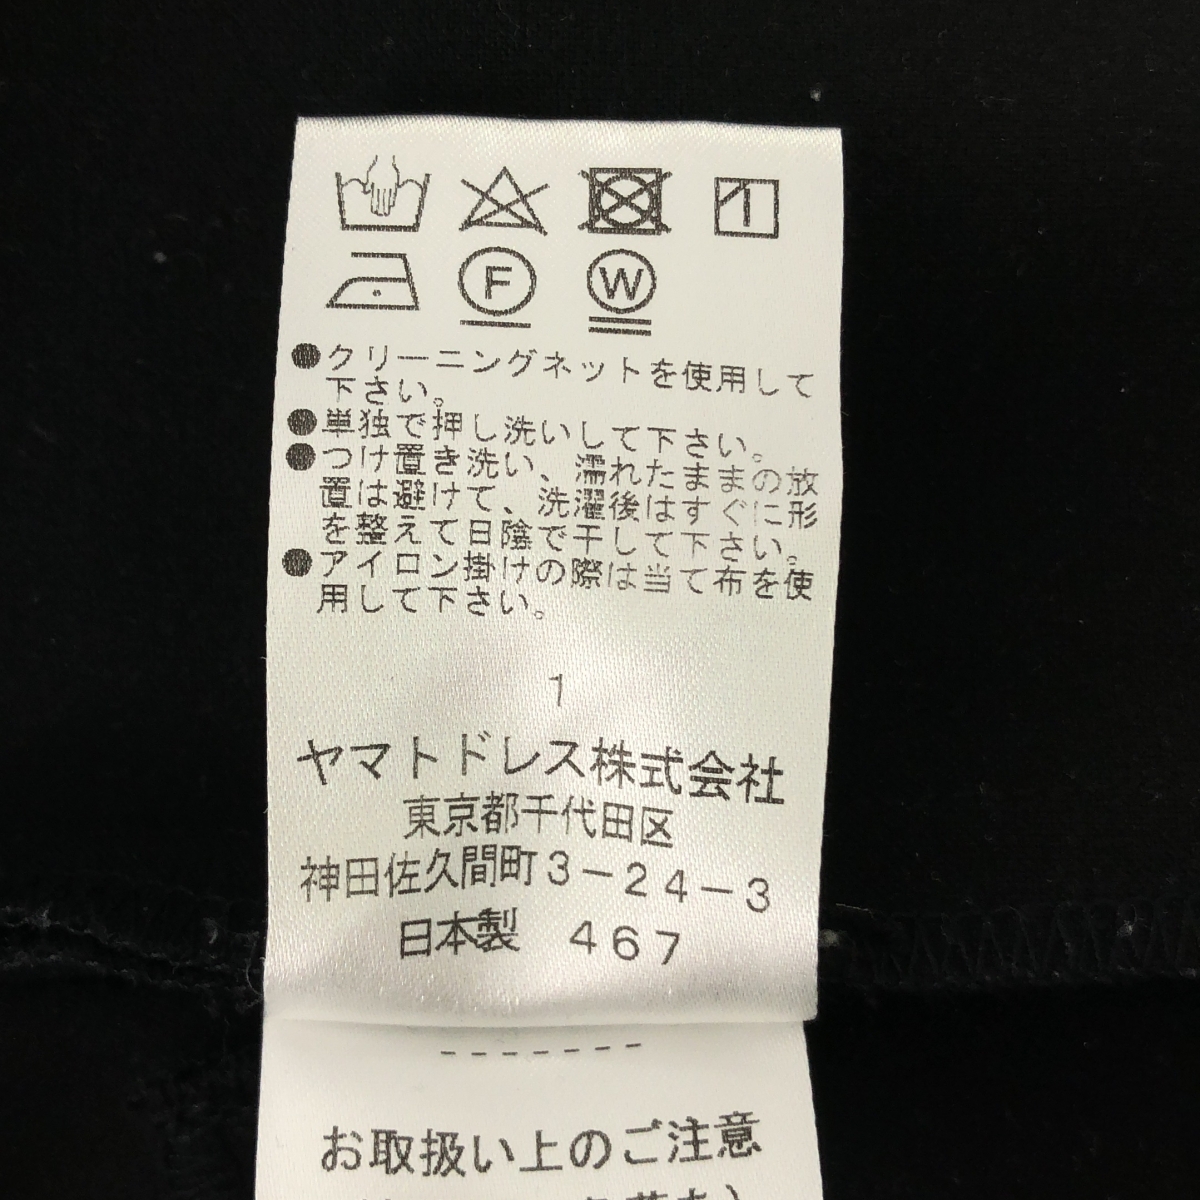 F W
●クリーニングネットを使用して
下さい。
●単独で押し洗いして下さい。
●つけ置き洗い、濡れたままの放
置は避けて、洗濯後はすぐに形
を整えて日陰で干して下さい。
●アイロン掛けの際は当て布を使
用して下さい。
1
ヤマトドレス株式会社
東京都千代田区
神田佐久間町3-24-3
日本製 467
-------
お取扱い上のご注意